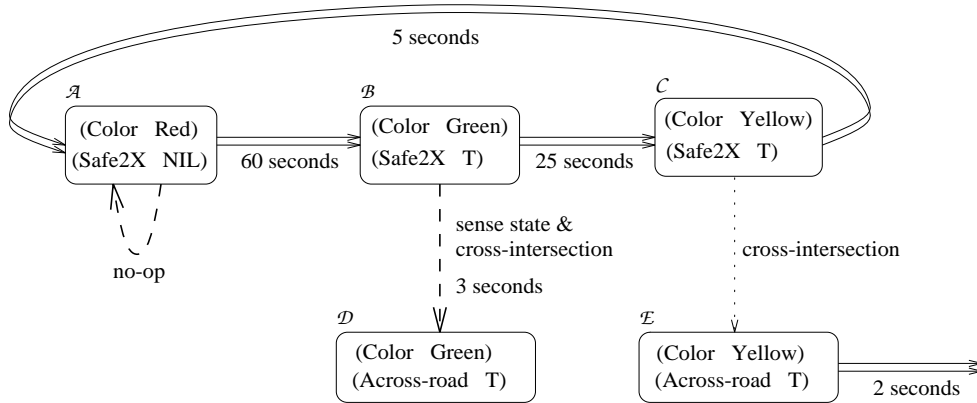 5 seconds
A
B
C
(Color Red)
(Safe2X NIL)
60 seconds
(Color Green)
(Safe2X T)
25 seconds
(Color Yellow)
(Safe2X T)
no-op
sense state &
cross-intersection
3 seconds
cross-intersection
D
E
(Color Green)
(Across-road T)
(Color Yellow)
(Across-road T)
2 seconds